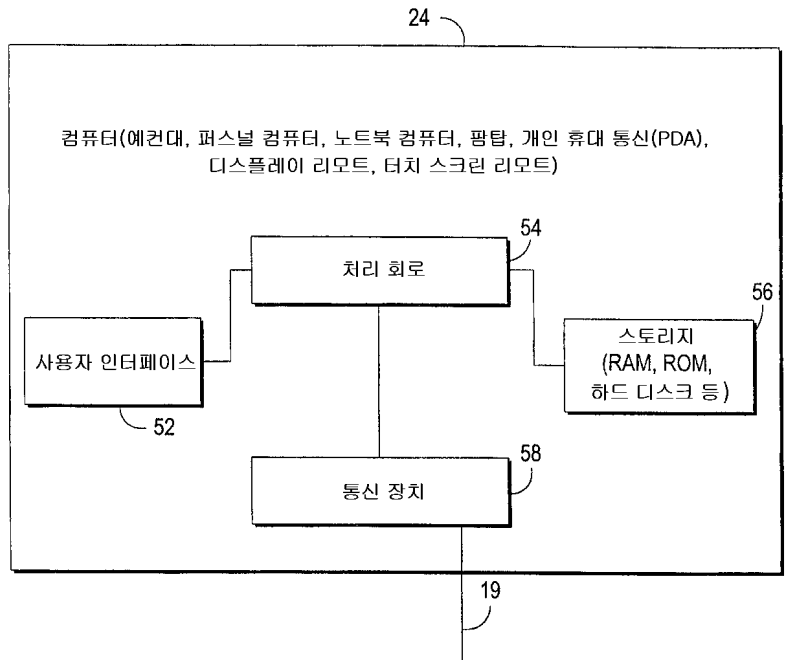 24
컴퓨터(예컨대, 퍼스널 컴퓨터, 노트북 컴퓨터, 팜탑, 개인 휴대 통신(PDA),
디스플레이 리모트, 터치 스크린 리모트)
54
처리 회로
56
사용자 인터페이스
스토리지
(RAM, ROM,
하드 디스크 등)
52
58
통신 장치
19